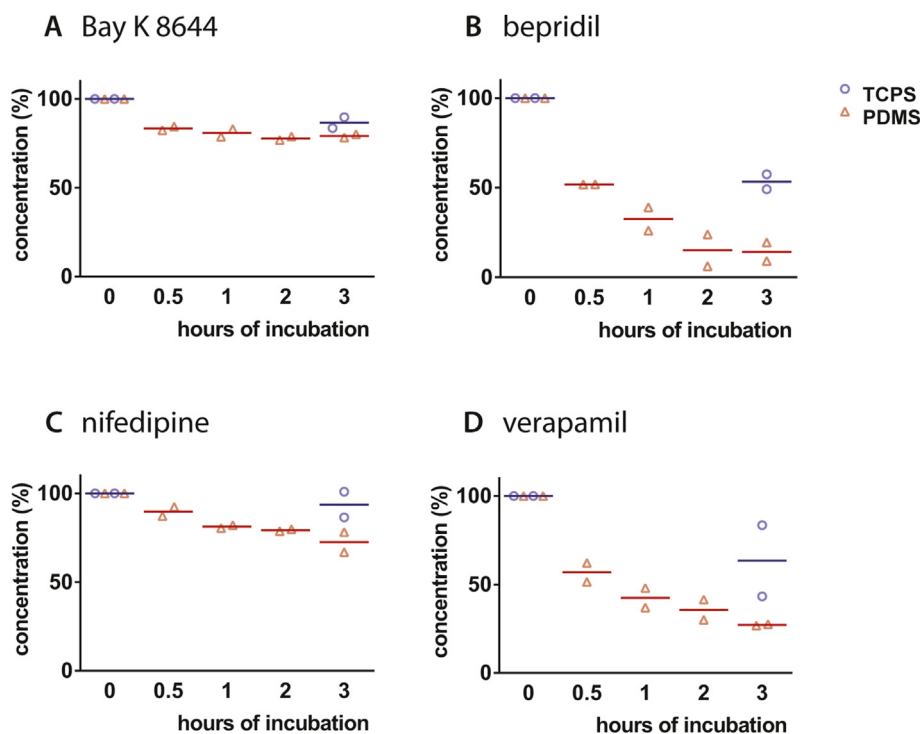 A Bay K 8644
concentration (%)
100
50
0
0 0.5 1 2 3
hours of incubation
B bepridil
concentration (%)
100
50
0
0 0.5 1 2 3
hours of incubation
TCPS
PDMS
C nifedipine
concentration (%)
100
50
0
0 0.5 1 2 3
hours of incubation
D verapamil
concentration (%)
100
50
0
0 0.5 1 2 3
hours of incubation